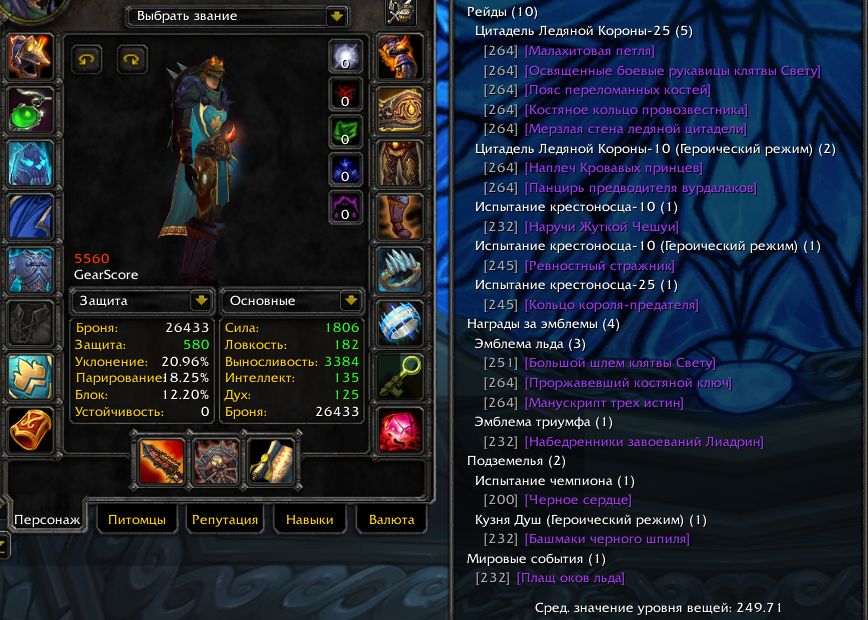 Выбрать звание
0
0
0
0
0
5560
GearScore
Защита
Основные
Броня: 26433
Защита: 580
Уклонение: 20.96%
Парирование: 18.25%
Блок: 12.20%
Устойчивость: 0
Сила: 1806
Ловкость: 182
Выносливость: 3384
Интеллект: 135
Дух: 125
Броня: 26433
Персонаж
Питомцы
Репутация
Навыки
Валюта
Рейды (10)
Цитадель Ледяной Короны-25 (5)
[264] [Малахитовая петля]
[264] [Освященные боевые рукавицы клятвы Свету]
[264] [Пояс переломанных костей]
[264] [Костяное кольцо провозвестника]
[264] [Мерзлая стена ледяной цитадели]
Цитадель Ледяной Короны-10 (Героический режим) (2)
[264] [Наплеч Кровавых принцев]
[264] [Панцирь предводителя вурдалаков]
Испытание крестоносца-10 (1)
[232] [Наручи Жуткой Чешуи]
Испытание крестоносца-10 (Героический режим) (1)
[245] [Ревностный стражник]
Испытание крестоносца-25 (1)
[245] [Кольцо короля-предателя]
Награды за эмблемы (4)
Эмблема льда (3)
[251] [Большой шлем клятвы Свету]
[264] [Проржавевший костяной ключ]
[264] [Манускрипт трех истин]
Эмблема триумфа (1)
[232] [Набедренники завоеваний Лиадрин]
Подземелья (2)
Испытание чемпиона (1)
[200] [Черное сердце]
Кузня Душ (Героический режим) (1)
[232] [Башмаки черного шпиля]
Мировые события (1)
[232] [Плащ оков льда]
Сред. значение уровня вещей: 249.71